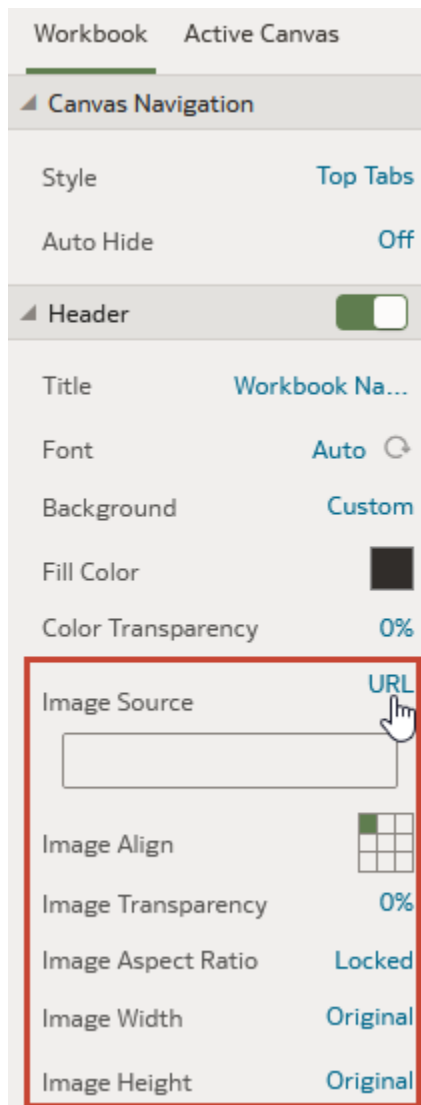 Workbook Active Canvas
Canvas Navigation
Style Top Tabs
Auto Hide Off
Header
Title Workbook Na...
Font Auto
Background Custom
Fill Color
Color Transparency 0%
Image Source URL
Image Align
Image Transparency 0%
Image Aspect Ratio Locked
Image Width Original
Image Height Original